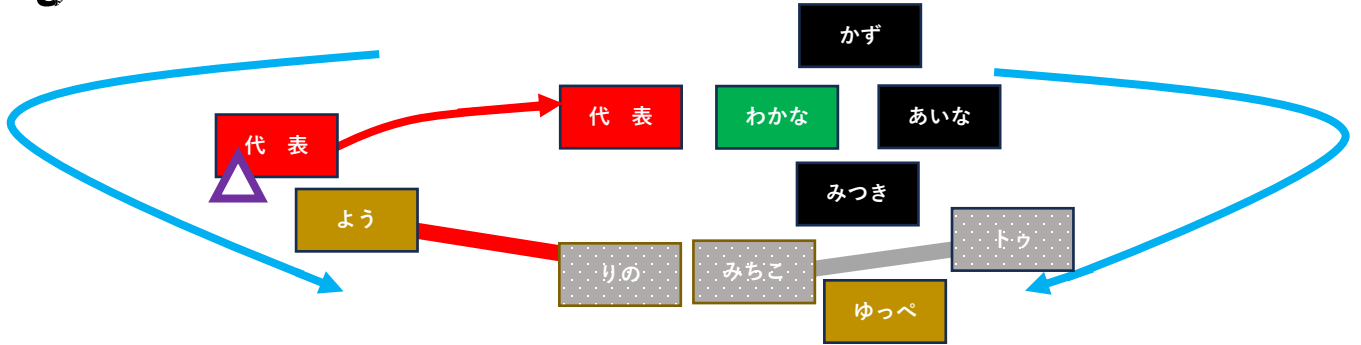 かず
代　表
わかな
あいな
代　表
みつき
よう
トゥ
りの
みちこ
ゆっぺ